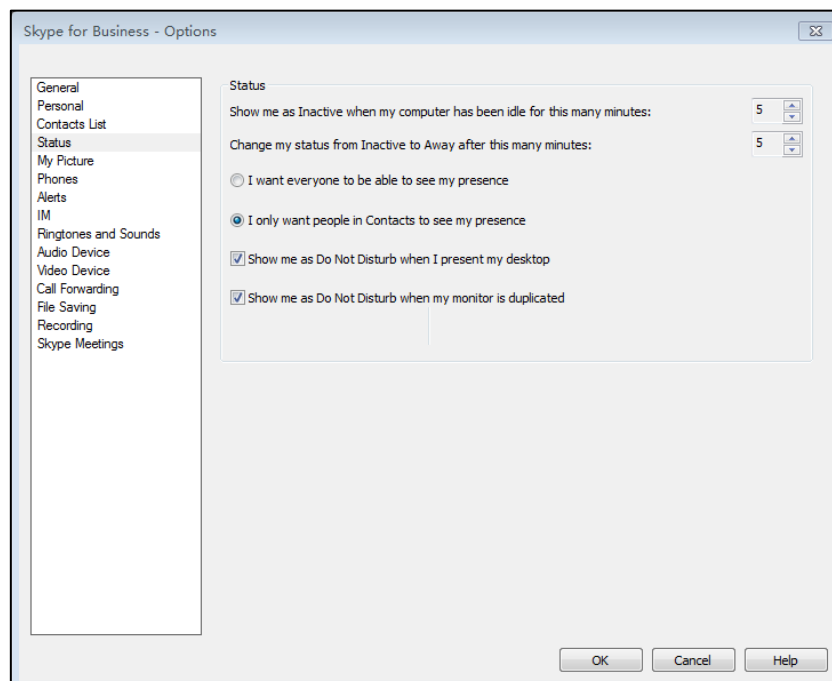 Skype for Business - Options
General
Personal
Contacts List
Status
My Picture
Phones
Alerts
IM
Ringtones and Sounds
Audio Device
Video Device
Call Forwarding
File Saving
Recording
Skype Meetings
Status
Show me as Inactive when my computer has been idle for this many minutes: 5
Change my status from Inactive to Away after this many minutes: 5
I want everyone to be able to see my presence
I only want people in Contacts to see my presence
Show me as Do Not Disturb when I present my desktop
Show me as Do Not Disturb when my monitor is duplicated
OK Cancel Help